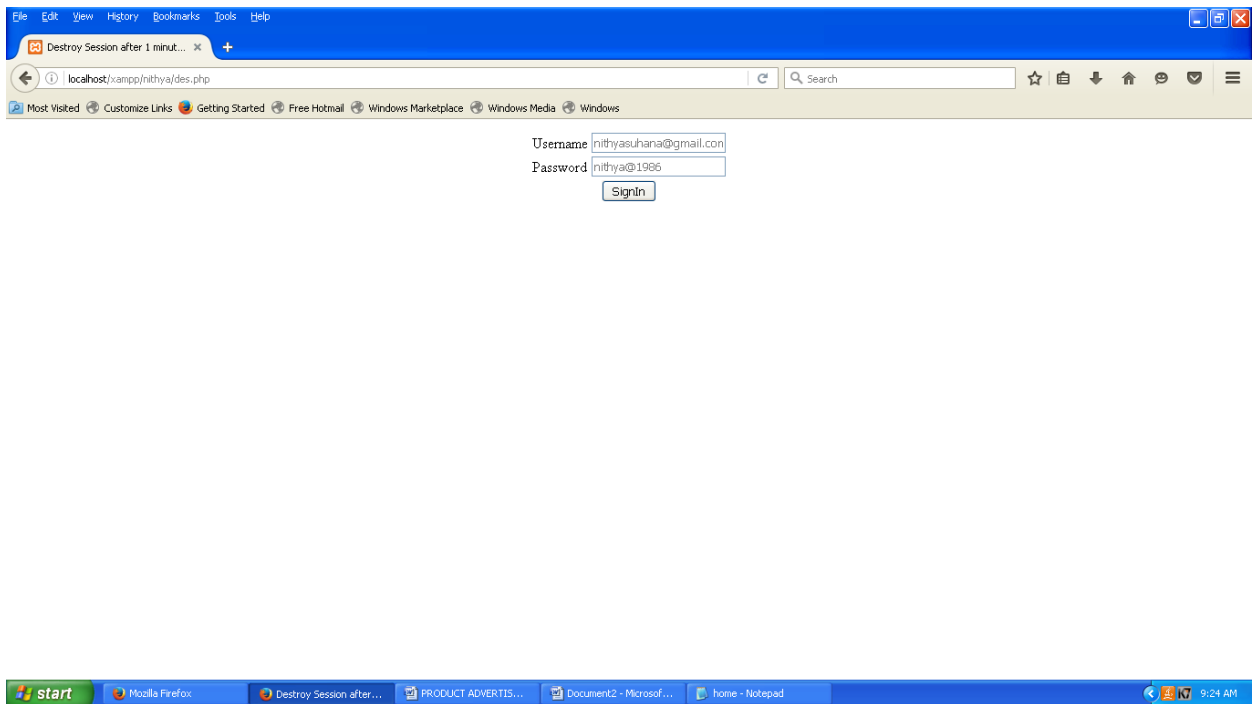 File Edit View History Bookmarks Tools Help
Destroy Session after 1 minut... ×
localhost/xampp/nithya/des.php Search
Most Visited Customize Links Getting Started Free Hotmail Windows Marketplace Windows Media Windows
Username nithyasuhana@gmail.con
Password nithya@1986
SignIn
start Mozilla Firefox Destroy Session after... PRODUCT ADVERTIS... Document2 - Microsof... home - Notepad K7 9:24 AM